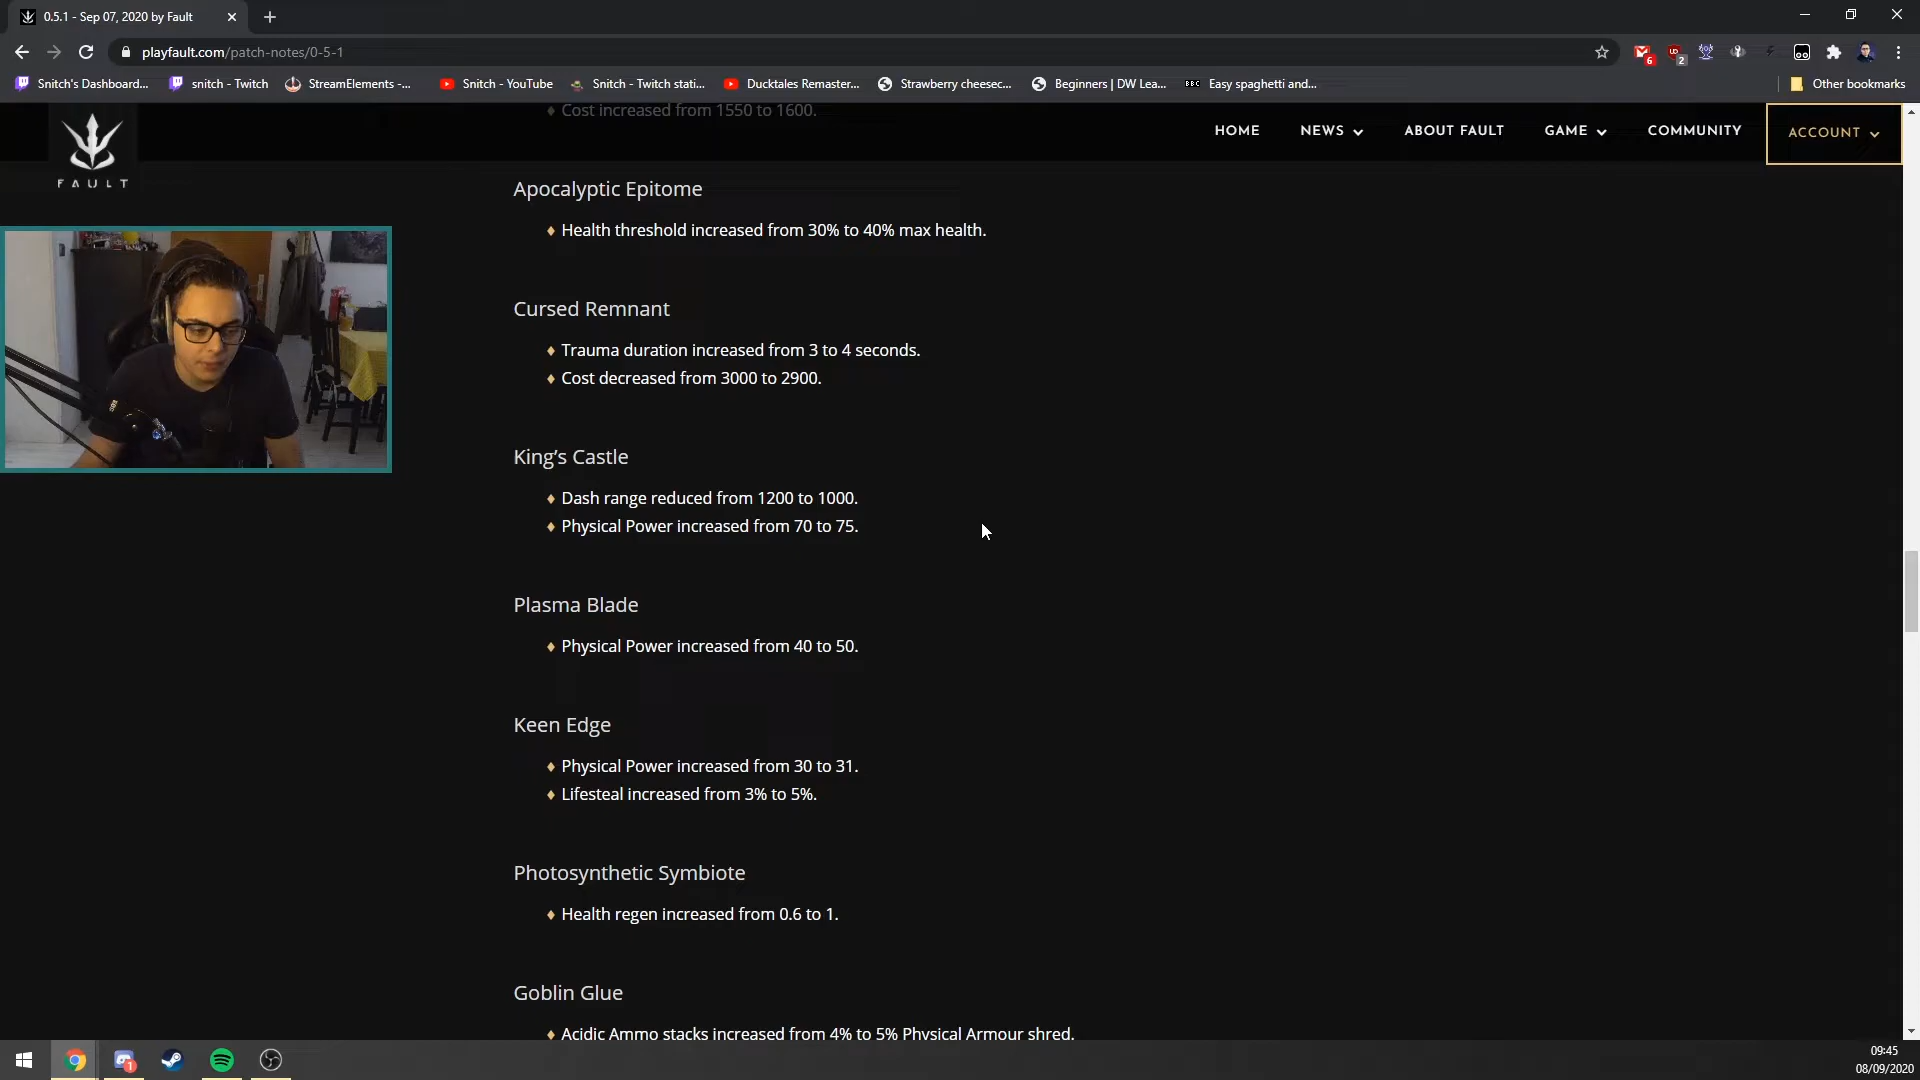 0.5.1 - Sep 07, 2020 by Fault
playfault.com/patch-notes/0-5-1
6
UD
2
Snitch's Dashboard...
snitch - Twitch
StreamElements -...
Snitch - YouTube
Snitch - Twitch stati...
Ducktales Remaster...
Strawberry cheesec...
Beginners | DW Lea...
BBC
Easy spaghetti and...
Other bookmarks
Cost increased from 1550 to 1600.
FAULT
HOME
NEWS
ABOUT FAULT
GAME
COMMUNITY
ACCOUNT
Apocalyptic Epitome
Health threshold increased from 30% to 40% max health.
Cursed Remnant
Trauma duration increased from 3 to 4 seconds.
Cost decreased from 3000 to 2900.
King’s Castle
Dash range reduced from 1200 to 1000.
Physical Power increased from 70 to 75.
Plasma Blade
Physical Power increased from 40 to 50.
Keen Edge
Physical Power increased from 30 to 31.
Lifesteal increased from 3% to 5%.
Photosynthetic Symbiote
Health regen increased from 0.6 to 1.
Goblin Glue
Acidic Ammo stacks increased from 4% to 5% Physical Armour shred.
1
09:45
08/09/2020